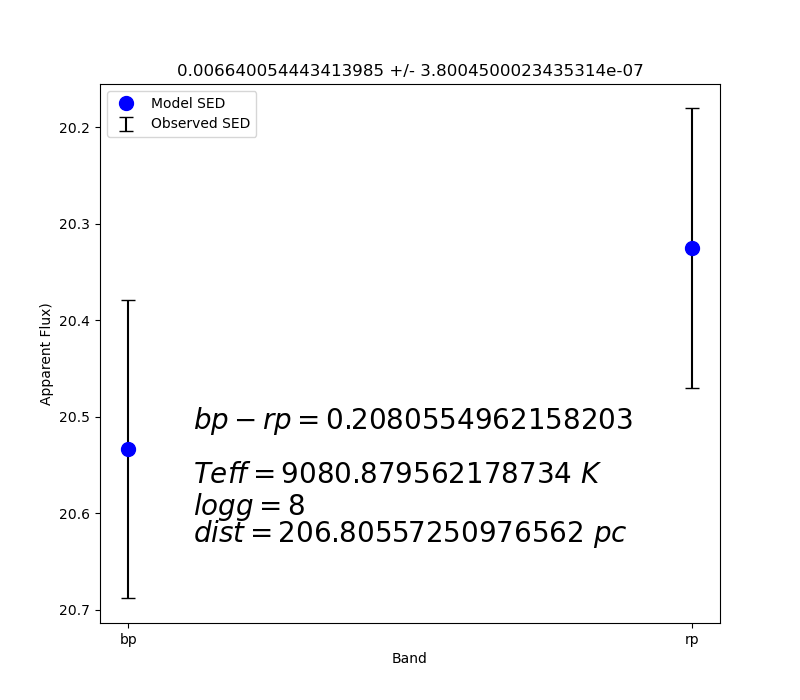 0.006640054443413985 +/- 3.8004500023435314e-07
Model SED
Observed SED
20.2
20.3
20.4
20.5
20.6
20.7
Apparent Flux)
bp − rp = 0.2080554962158203
Teff = 9080.879562178734 K
logg = 8
dist = 206.80557250976562 pc
bp
rp
Band